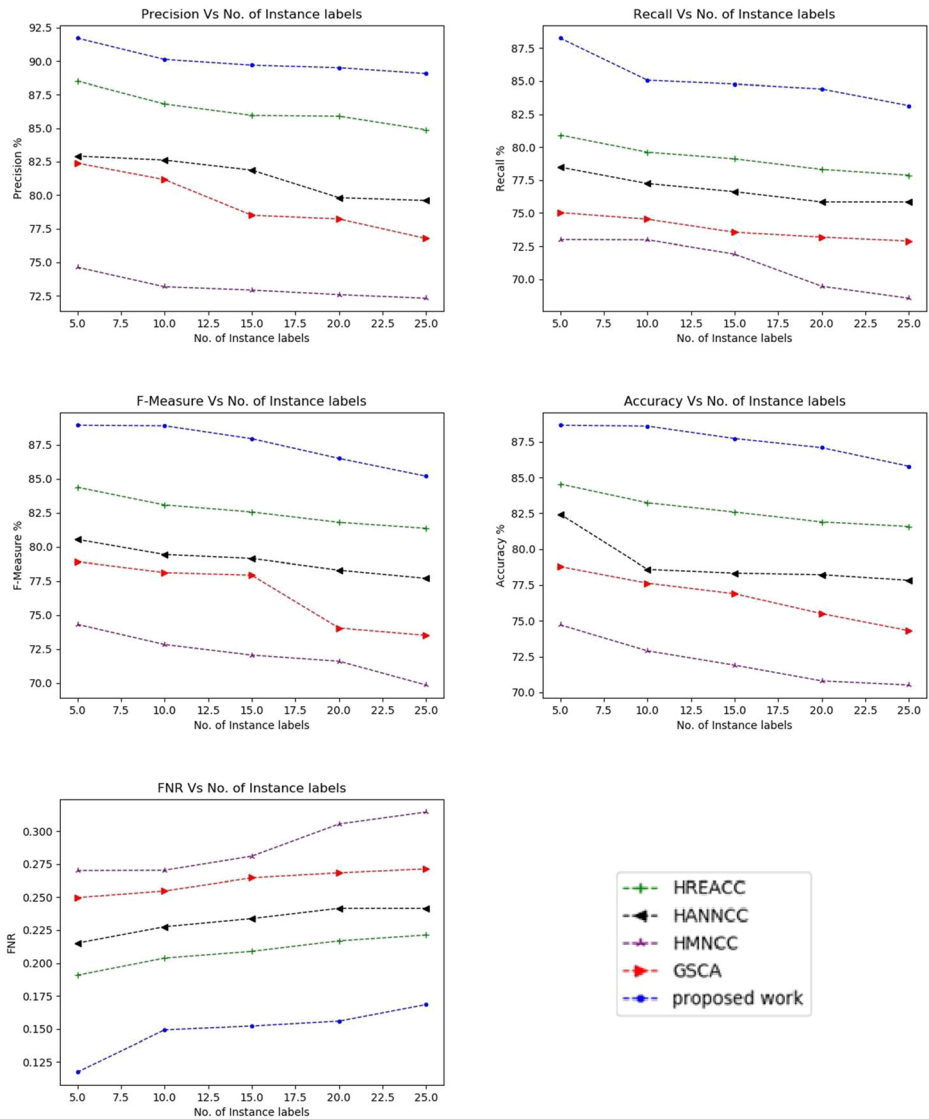 Precision Vs No. of Instance labels
92.5
90.0
87.5
85.0
82.5
80.0
77.5
75.0
72.5
Precision %
5.0 7.5 10.0 12.5 15.0 17.5 20.0 22.5 25.0
No. of Instance labels
Recall Vs No. of Instance labels
87.5
85.0
82.5
80.0
77.5
75.0
72.5
70.0
Recall %
5.0 7.5 10.0 12.5 15.0 17.5 20.0 22.5 25.0
No. of Instance labels
F-Measure Vs No. of Instance labels
87.5
85.0
82.5
80.0
77.5
75.0
72.5
70.0
F-Measure %
5.0 7.5 10.0 12.5 15.0 17.5 20.0 22.5 25.0
No. of Instance labels
Accuracy Vs No. of Instance labels
87.5
85.0
82.5
80.0
77.5
75.0
72.5
70.0
Accuracy %
5.0 7.5 10.0 12.5 15.0 17.5 20.0 22.5 25.0
No. of Instance labels
FNR Vs No. of Instance labels
0.300
0.275
0.250
0.225
0.200
0.175
0.150
0.125
FNR
5.0 7.5 10.0 12.5 15.0 17.5 20.0 22.5 25.0
No. of Instance labels
HREACC
HANNCC
HMNCC
GSCA
proposed work